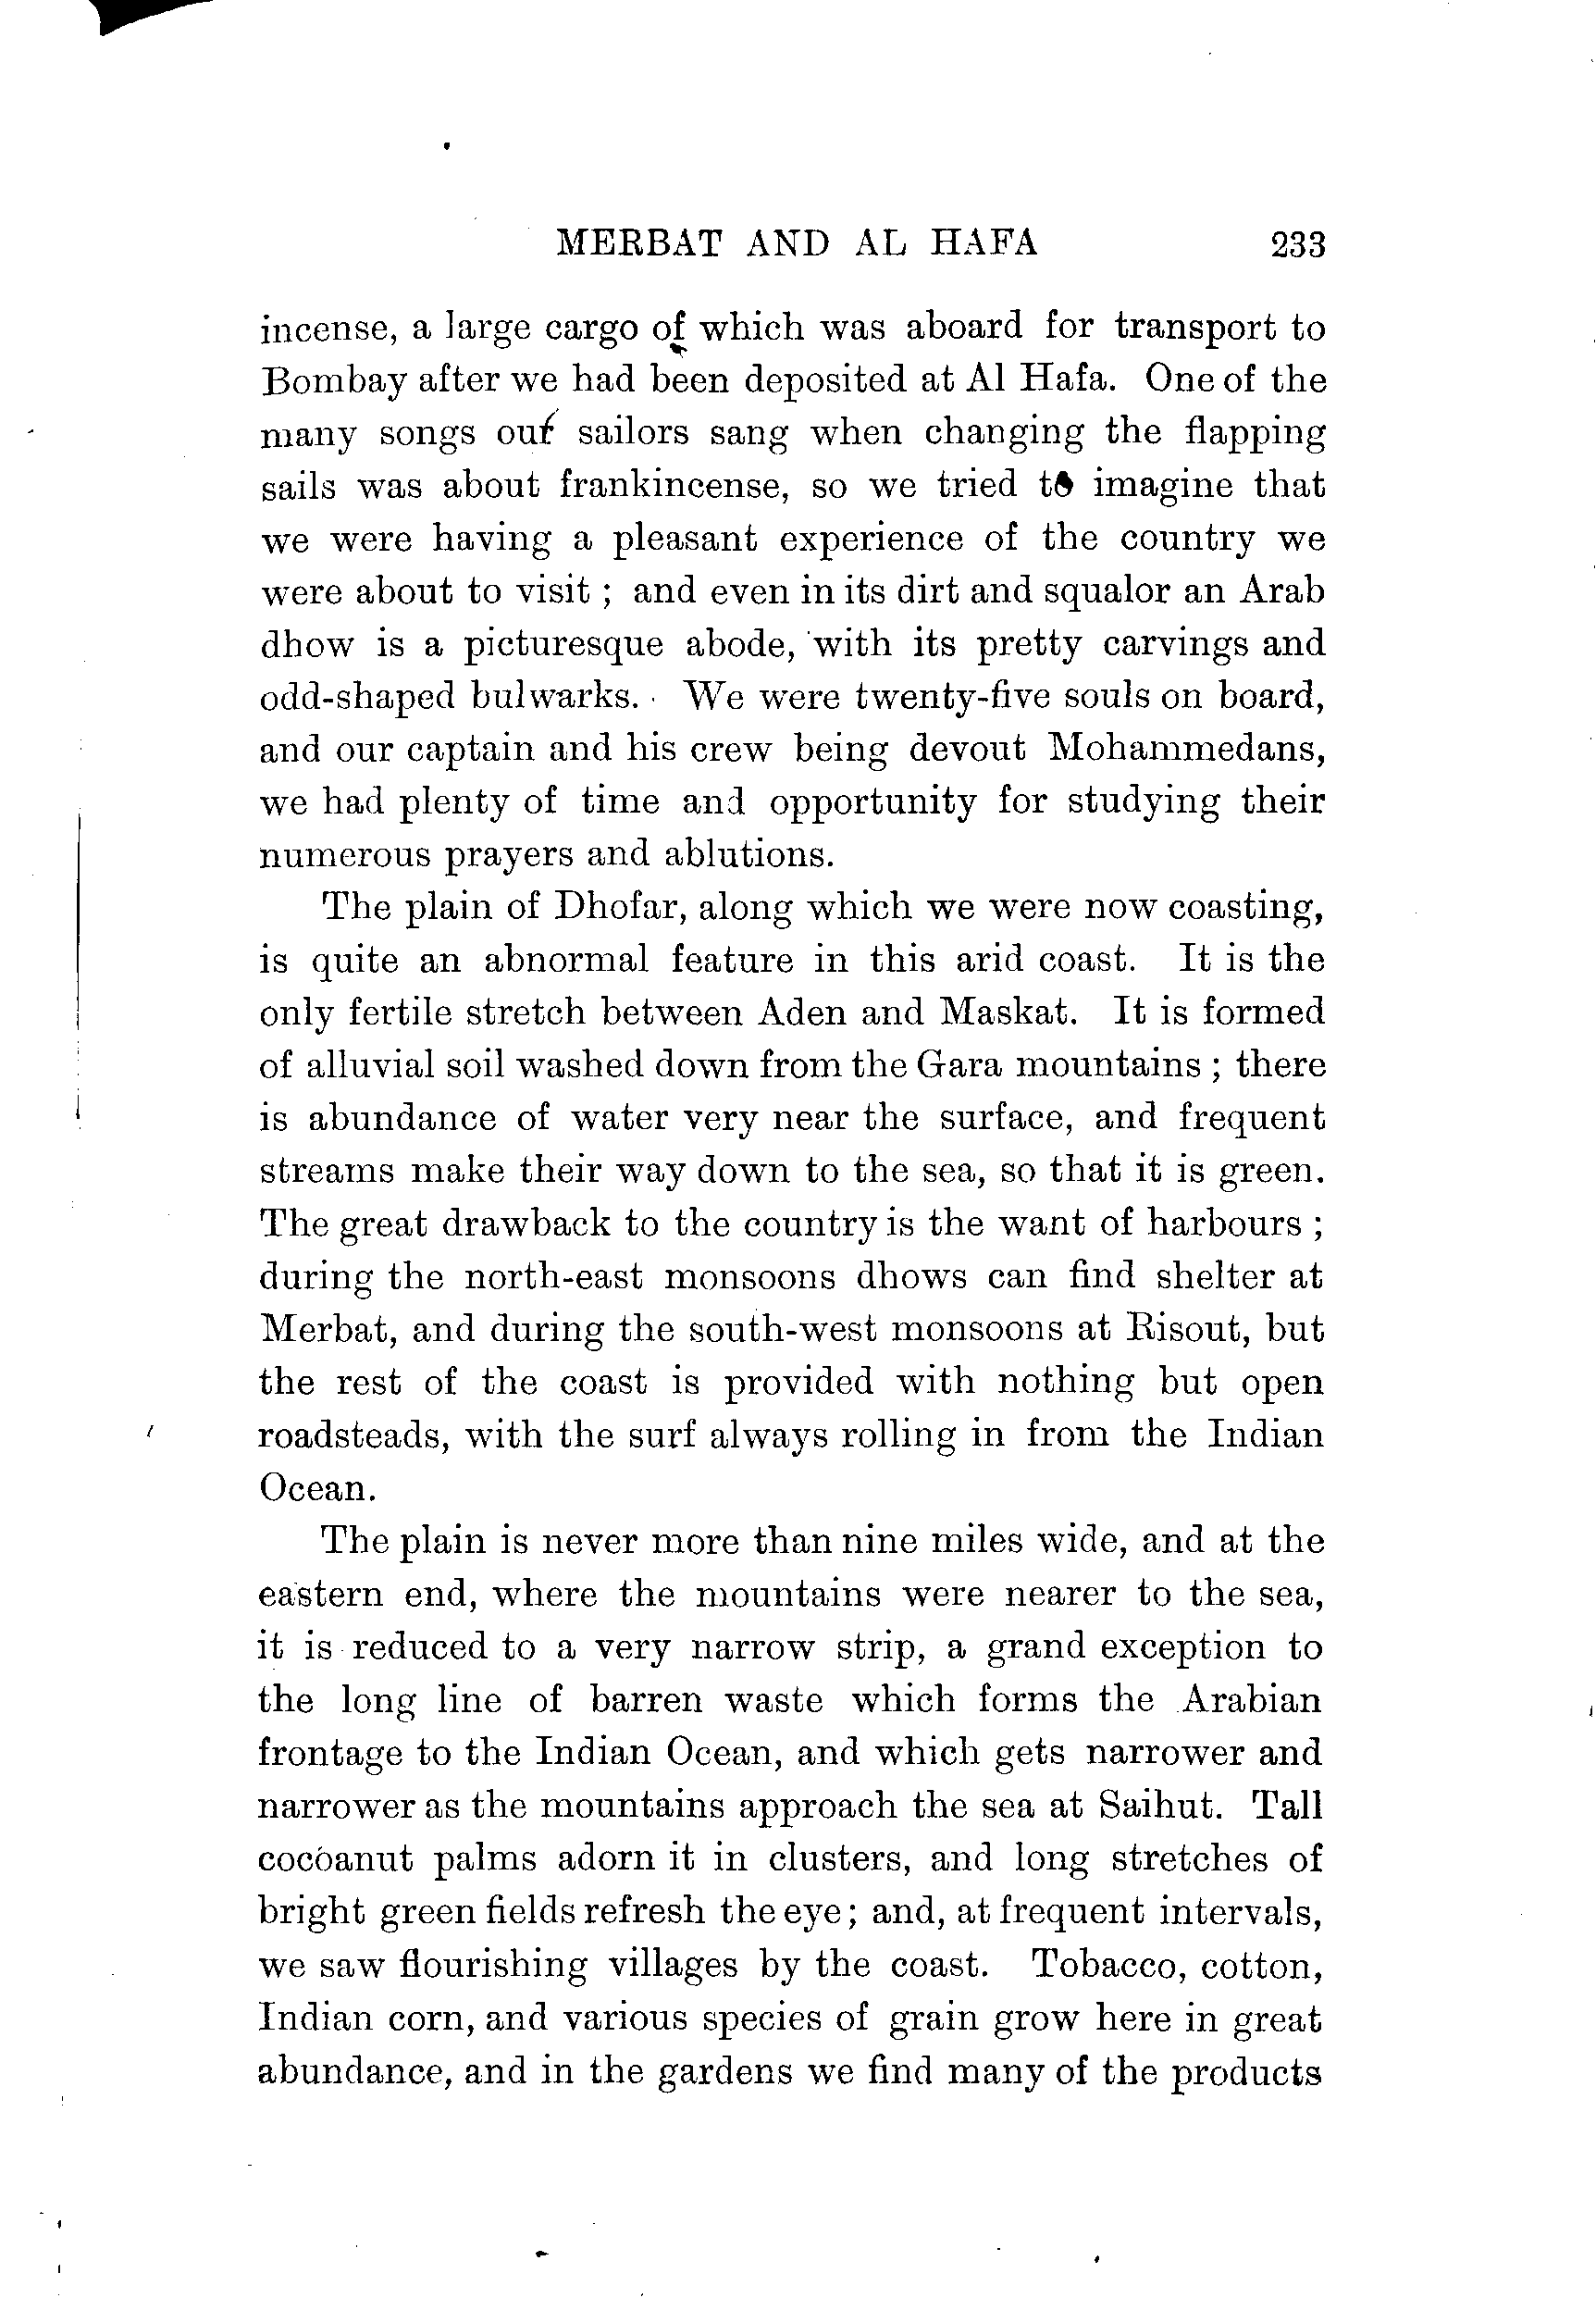 MERBAT AND AL HAFA 233
incense, a large cargo of which was aboard for transport to
Bombay after we had been deposited at Al Hafa. One of the
many songs our sailors sang when changing the flapping
sails was about frankincense, so we tried to imagine that
we were having a pleasant experience of the country we
were about to visit ; and even in its dirt and squalor an Arab
dhow is a picturesque abode, with its pretty carvings and
odd-shaped bulwarks. We were twenty-five souls on board,
and our captain and his crew being devout Mohammedans,
we had plenty of time and opportunity for studying their
numerous prayers and ablutions.
The plain of Dhofar, along which we were now coasting,
is quite an abnormal feature in this arid coast. It is the
only fertile stretch between Aden and Maskat. It is formed
of alluvial soil washed down from the Gara mountains ; there
is abundance of water very near the surface, and frequent
streams make their way down to the sea, so that it is green.
The great drawback to the country is the want of harbours ;
during the north-east monsoons dhows can find shelter at
Merbat, and during the south-west monsoons at Risout, but
the rest of the coast is provided with nothing but open
roadsteads, with the surf always rolling in from the Indian
Ocean.
The plain is never more than nine miles wide, and at the
eastern end, where the mountains were nearer to the sea,
it is reduced to a very narrow strip, a grand exception to
the long line of barren waste which forms the Arabian
frontage to the Indian Ocean, and which gets narrower and
narrower as the mountains approach the sea at Saihut. Tall
cocoanut palms adorn it in clusters, and long stretches of
bright green fields refresh the eye; and, at frequent intervals,
we saw flourishing villages by the coast. Tobacco, cotton,
Indian corn, and various species of grain grow here in great
abundance, and in the gardens we find many of the products